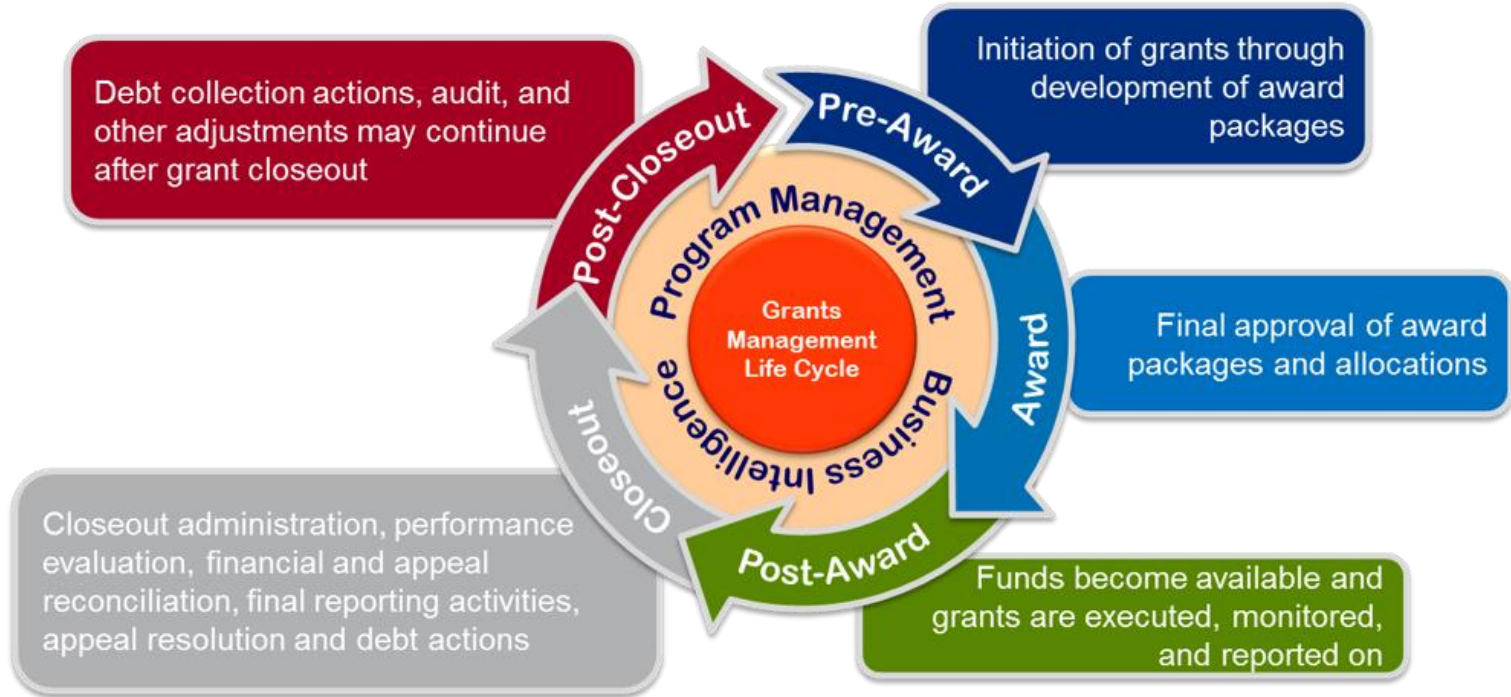 Debt collection actions, audit, and
other adjustments may continue
after grant closeout
Post-Closeout
Pre-Award
Initiation of grants through
development of award
packages
Program Management
Grants
Management
Life Cycle
Business Intelligence
Award
Final approval of award
packages and allocations
Closeout
Closeout administration, performance
evaluation, financial and appeal
reconciliation, final reporting activities,
appeal resolution and debt actions
Post-Award
Funds become available and
grants are executed, monitored,
and reported on